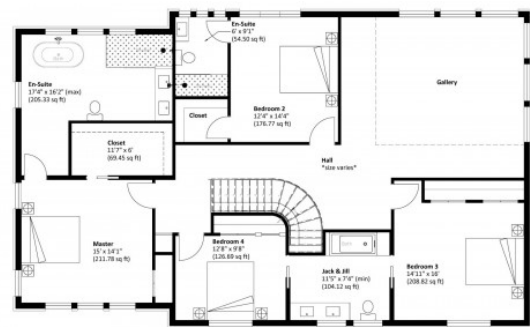 En-Suite
6' x 9'1"
(54.50 sq ft)
En-Suite
17'4" x 16'2" (max)
(205.33 sq ft)
Gallery
Closet
Bedroom 2
12'4" x 14'4"
(176.77 sq ft)
Closet
11'7" x 6'
(69.45 sq ft)
Hall
*size varies*
Master
15' x 14'1"
(211.78 sq ft)
Bedroom 4
12'8" x 9'8"
(126.69 sq ft)
Jack & Jill
11'5" x 7'4" (min)
(104.12 sq ft)
Bedroom 3
14'11" x 16'
(208.82 sq ft)